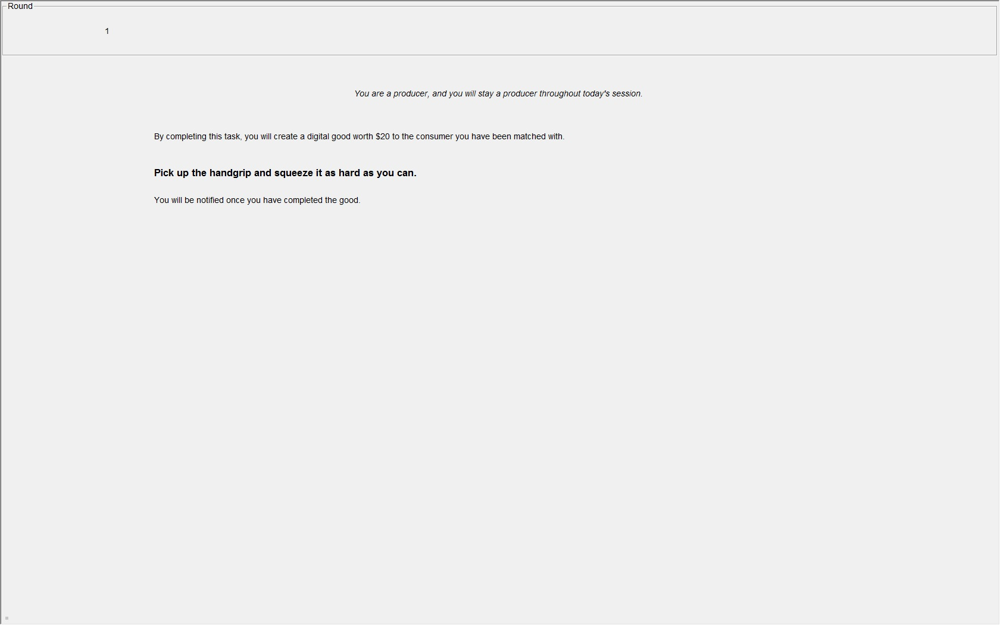 Round
1
You are a producer, and you will stay a producer throughout today's session.
By completing this task, you will create a digital good worth $20 to the consumer you have been matched with.
Pick up the handgrip and squeeze it as hard as you can.
You will be notified once you have completed the good.